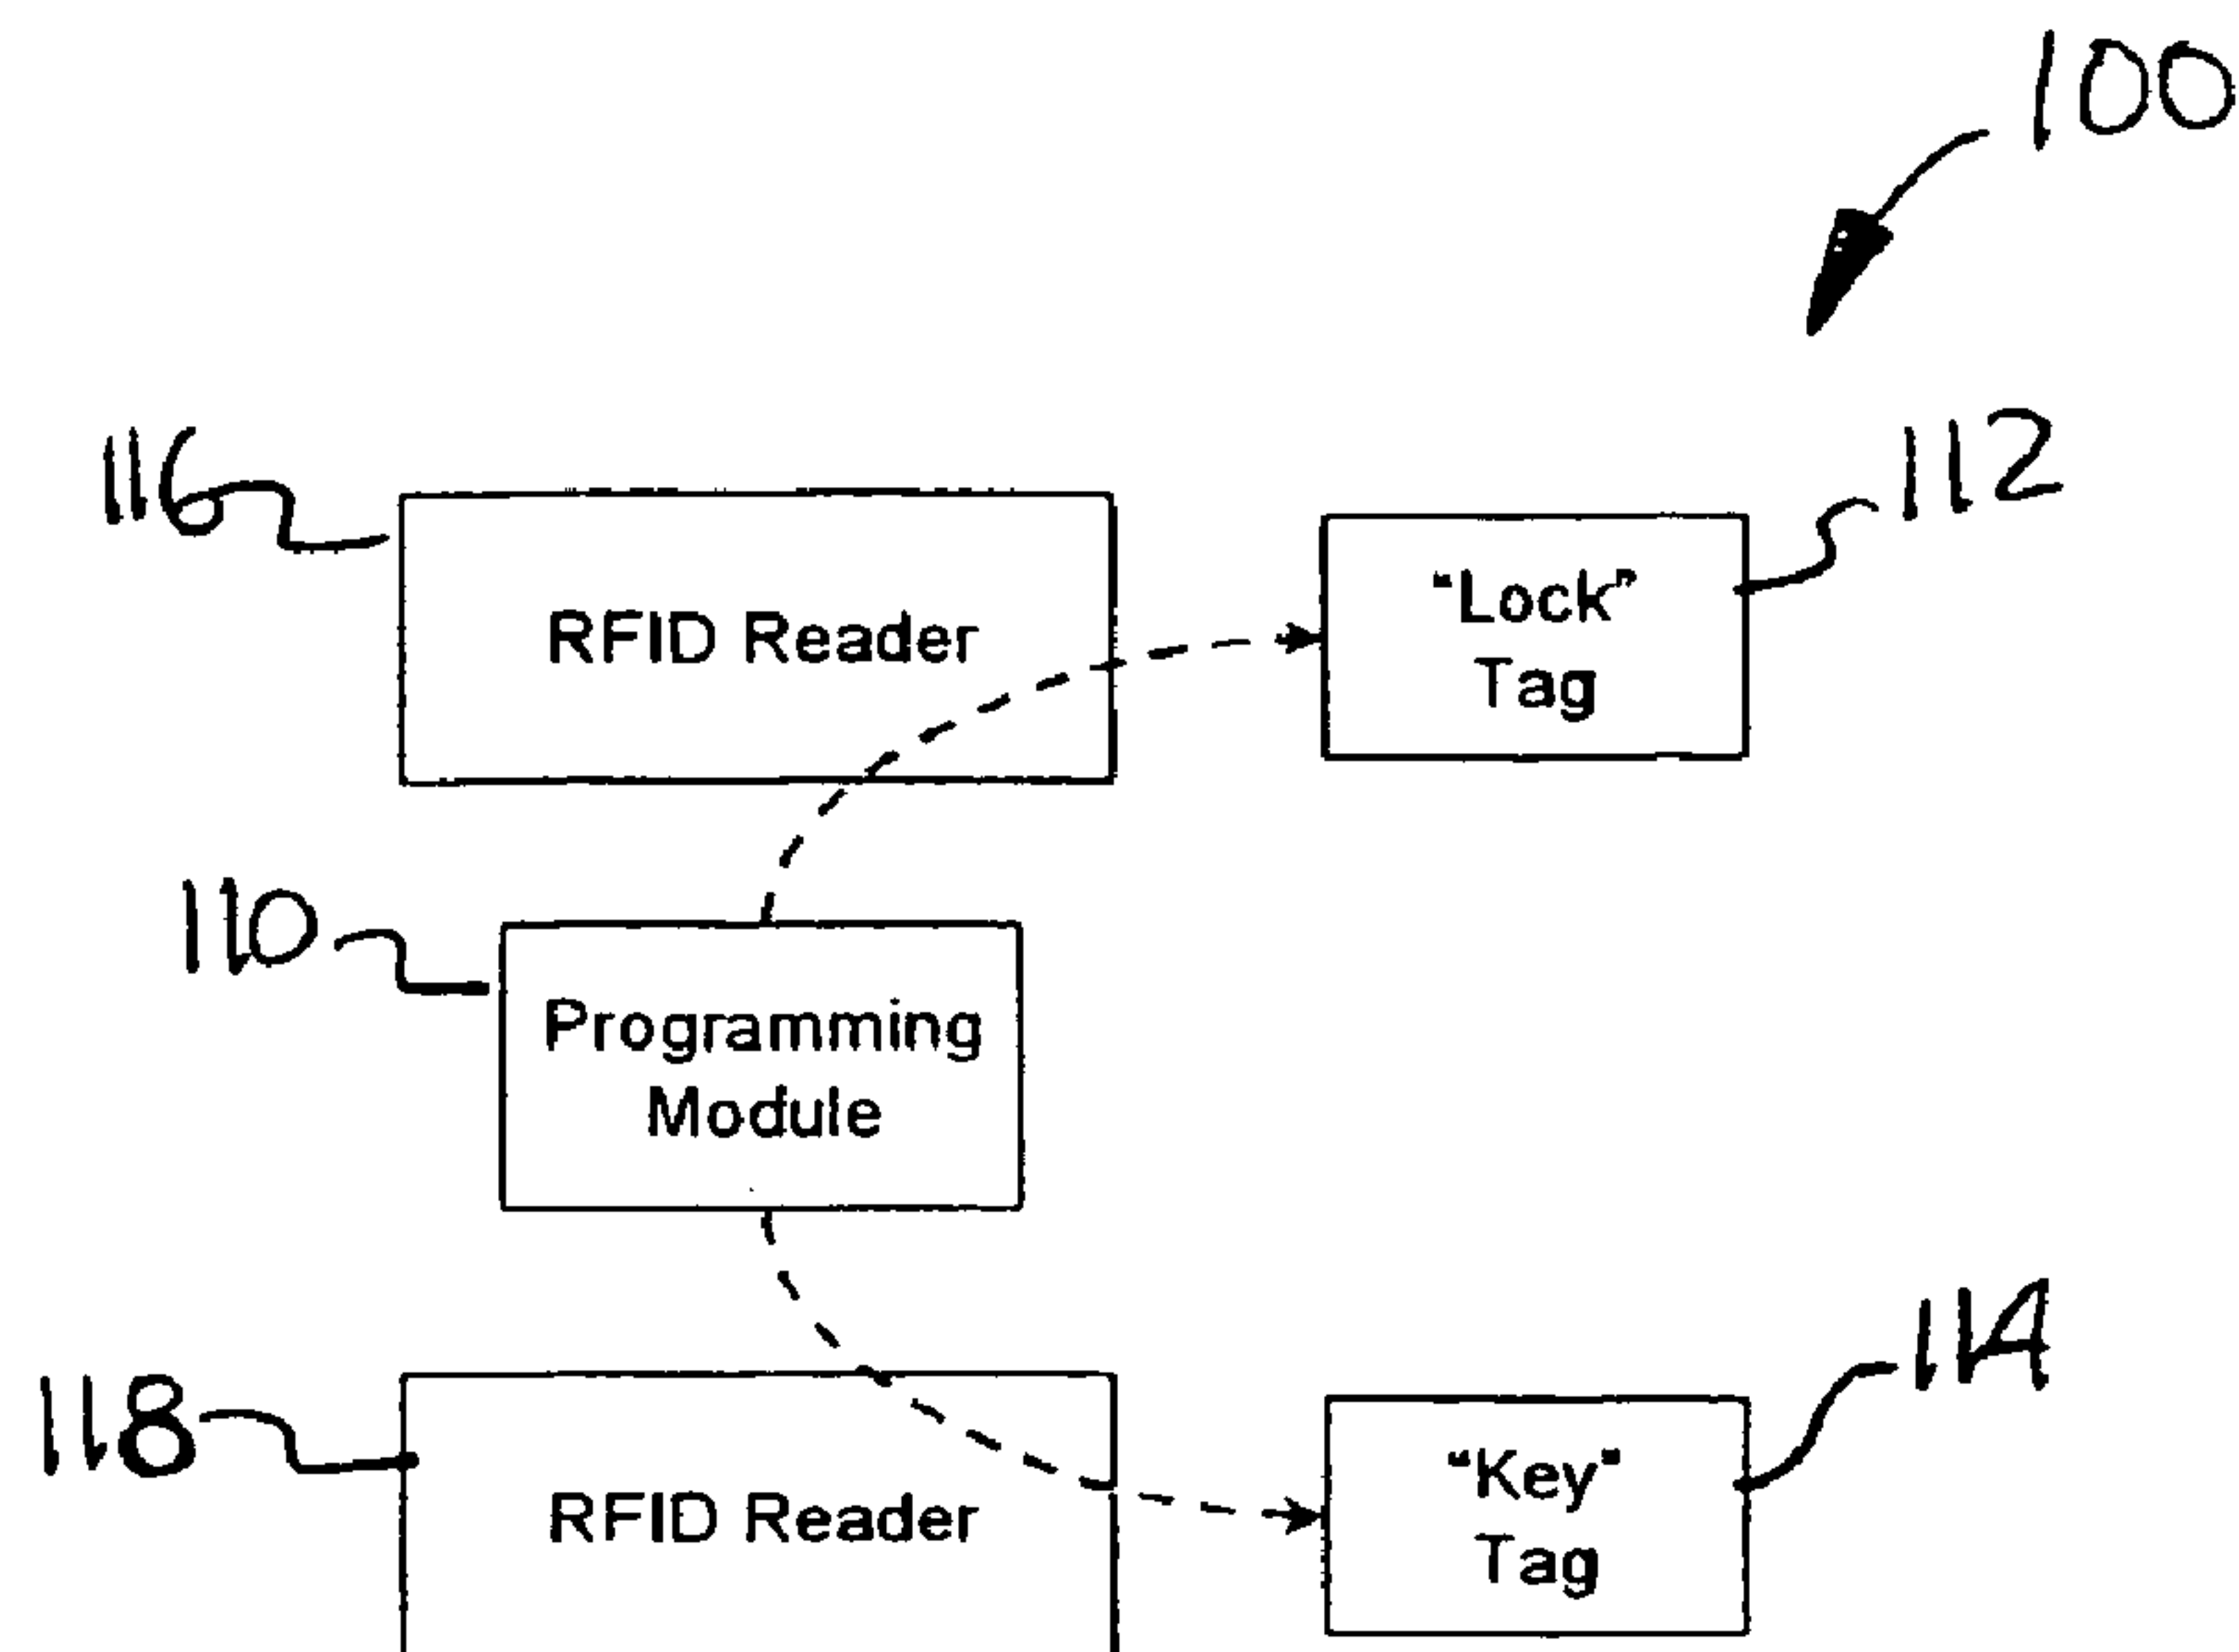 100
116
RFID Reader
112
“Lock”
Tag
110
Programming
Module
118
RFID Reader
114
“Key”
Tag